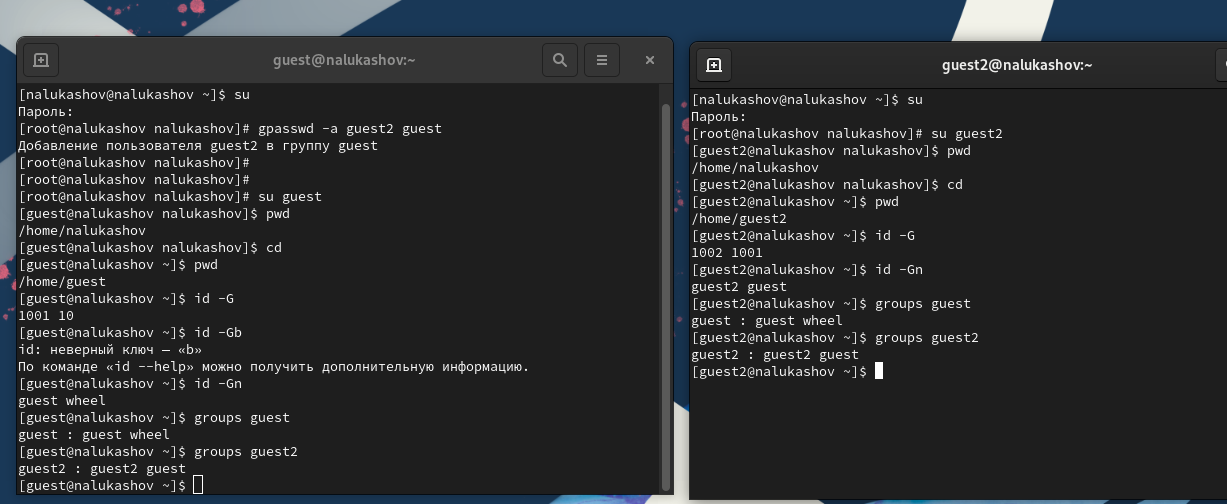 guest@nalukashov:~
[nalukashov@nalukashov ~]$ su
Пароль:
[root@nalukashov nalukashov]# gpasswd -a guest2 guest
Добавление пользователя guest2 в группу guest
[root@nalukashov nalukashov]#
[root@nalukashov nalukashov]#
[root@nalukashov nalukashov]# su guest
[guest@nalukashov nalukashov]$ pwd
/home/nalukashov
[guest@nalukashov nalukashov]$ cd
[guest@nalukashov ~]$ pwd
/home/guest
[guest@nalukashov ~]$ id -G
1001 10
[guest@nalukashov ~]$ id -Gb
id: неверный ключ — «b»
По команде «id --help» можно получить дополнительную информацию.
[guest@nalukashov ~]$ id -Gn
guest wheel
[guest@nalukashov ~]$ groups guest
guest : guest wheel
[guest@nalukashov ~]$ groups guest2
guest2 : guest2 guest
[guest@nalukashov ~]$
guest2@nalukashov:~
[nalukashov@nalukashov ~]$ su
Пароль:
[root@nalukashov nalukashov]# su guest2
[guest2@nalukashov nalukashov]$ pwd
/home/nalukashov
[guest2@nalukashov nalukashov]$ cd
[guest2@nalukashov ~]$ pwd
/home/guest2
[guest2@nalukashov ~]$ id -G
1002 1001
[guest2@nalukashov ~]$ id -Gn
guest2 guest
[guest2@nalukashov ~]$ groups guest
guest : guest wheel
[guest2@nalukashov ~]$ groups guest2
guest2 : guest2 guest
[guest2@nalukashov ~]$